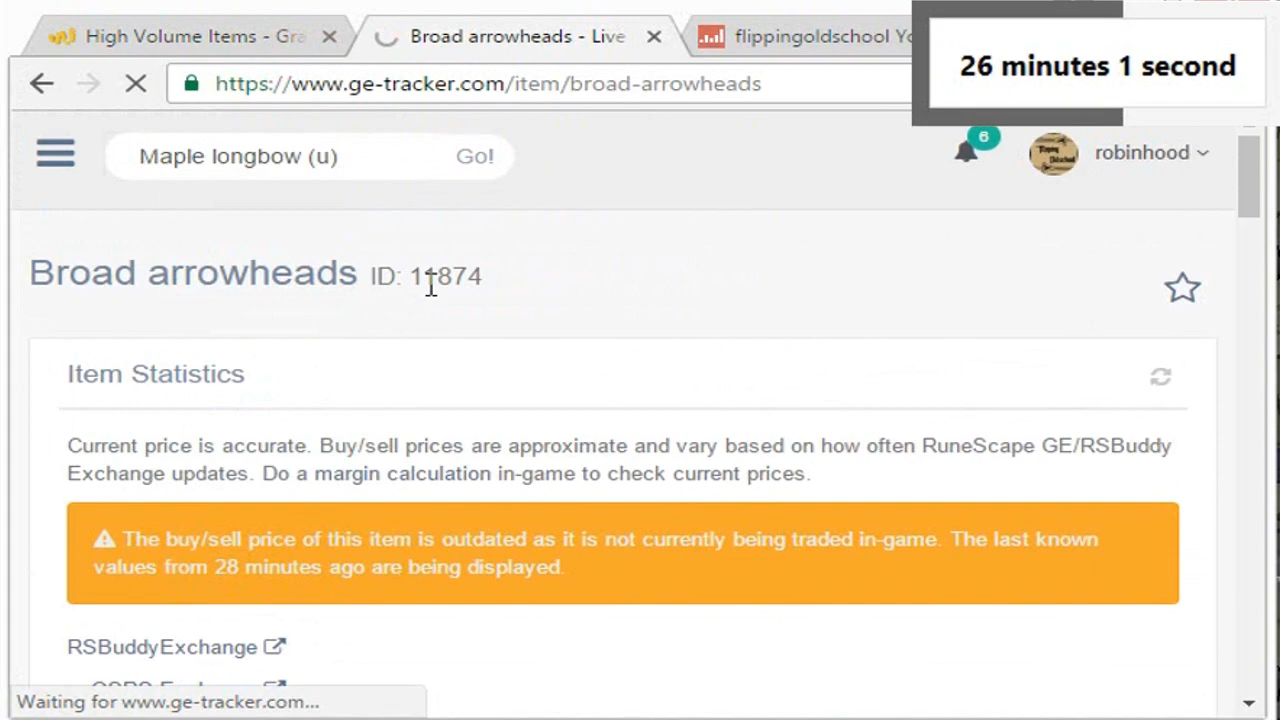 High Volume Items - Gra
Broad arrowheads - Live
flippingoldschool Yo
26 minutes 1 second
https://www.ge-tracker.com/item/broad-arrowheads
Maple longbow (u)
Go!
6
robinhood
Broad arrowheads ID: 11874
Item Statistics
Current price is accurate. Buy/sell prices are approximate and vary based on how often RuneScape GE/RSBuddy
Exchange updates. Do a margin calculation in-game to check current prices.
The buy/sell price of this item is outdated as it is not currently being traded in-game. The last known
values from 28 minutes ago are being displayed.
RSBuddyExchange
Waiting for www.ge-tracker.com...